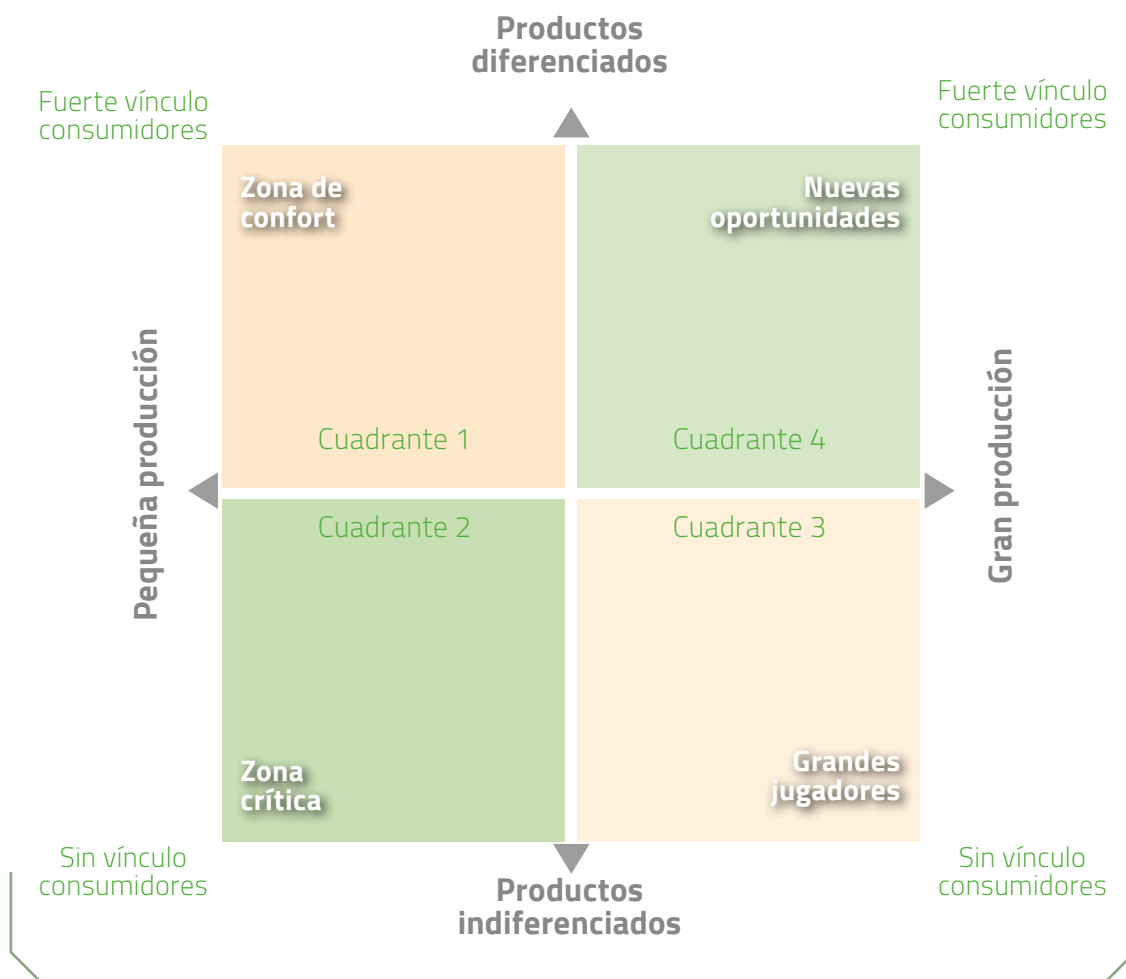 Productos
diferenciados
Fuerte vínculo
consumidores
Fuerte vínculo
consumidores
Zona de
confort
Nuevas
oportunidades
Pequeña producción
Gran producción
Cuadrante 1
Cuadrante 4
Cuadrante 2
Cuadrante 3
Zona
crítica
Grandes
jugadores
Sin vínculo
consumidores
Sin vínculo
consumidores
Productos
indiferenciados